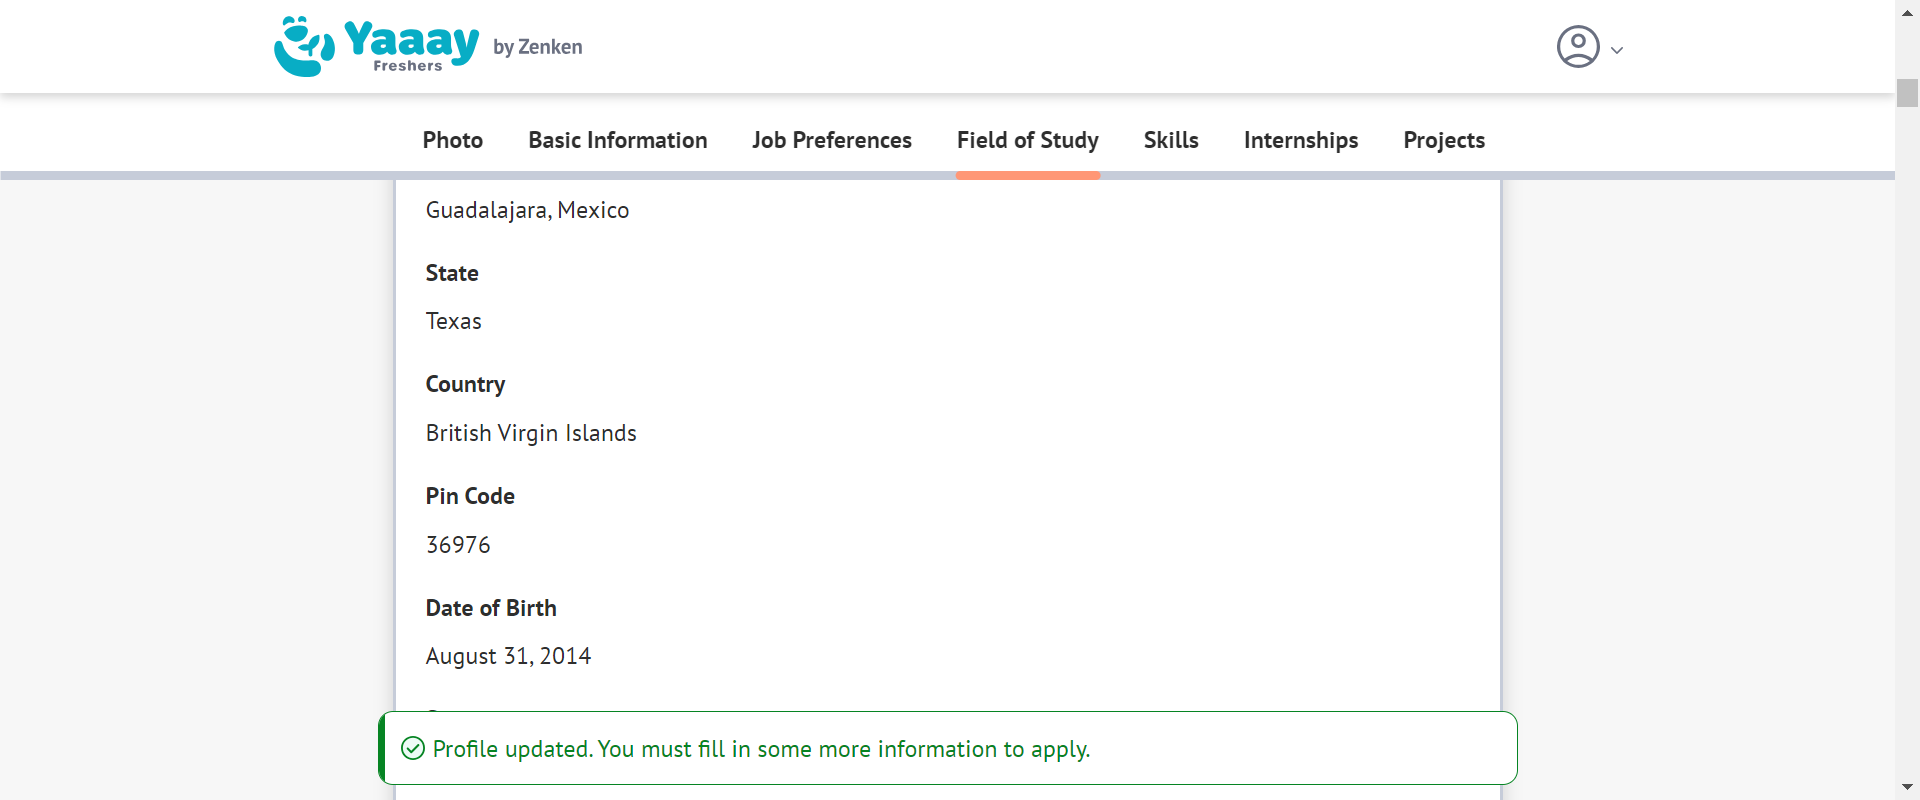 Yaaay
Freshers
by Zenken
Photo Basic Information Job Preferences Field of Study Skills Internships Projects
Guadalajara, Mexico
State
Texas
Country
British Virgin Islands
Pin Code
36976
Date of Birth
August 31, 2014
Profile updated. You must fill in some more information to apply.